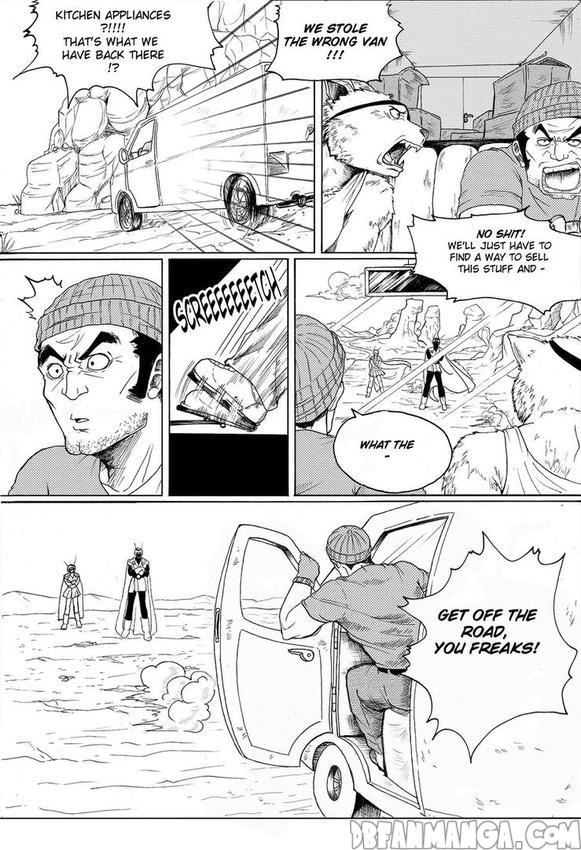 KITCHEN APPLIANCES
?!!!!
THAT'S WHAT WE
HAVE BACK THERE
!?
WE STOLE
THE WRONG VAN
!!!
NO SHIT!
WE'LL JUST HAVE TO
FIND A WAY TO SELL
THIS STUFF AND -
SCREEEEEEEETCH
WHAT THE
-
GET OFF THE
ROAD,
YOU FREAKS!
DBFANMANGA.COM